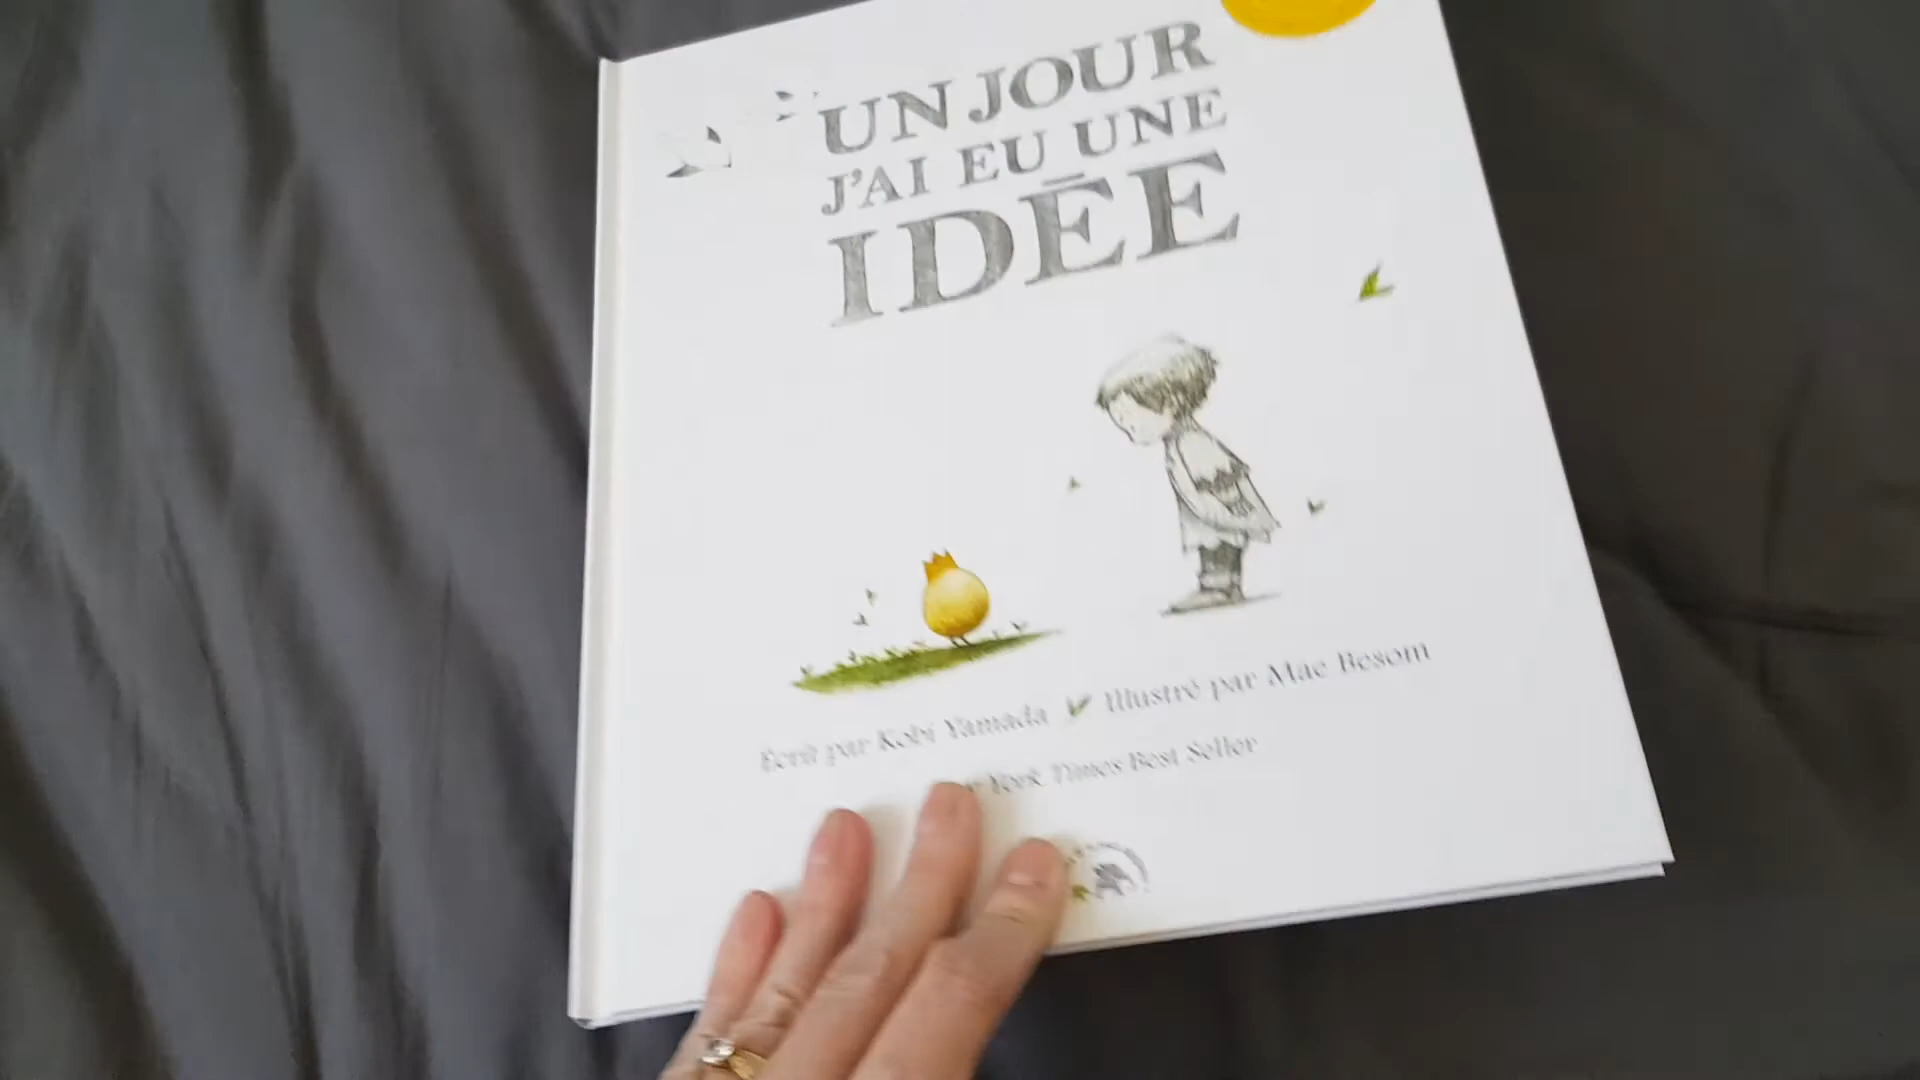 UN JOUR
J'AI EU UNE
IDÉE
Écrit par Kobi Yamada Illustré par Mae Besom
York Times Best Seller